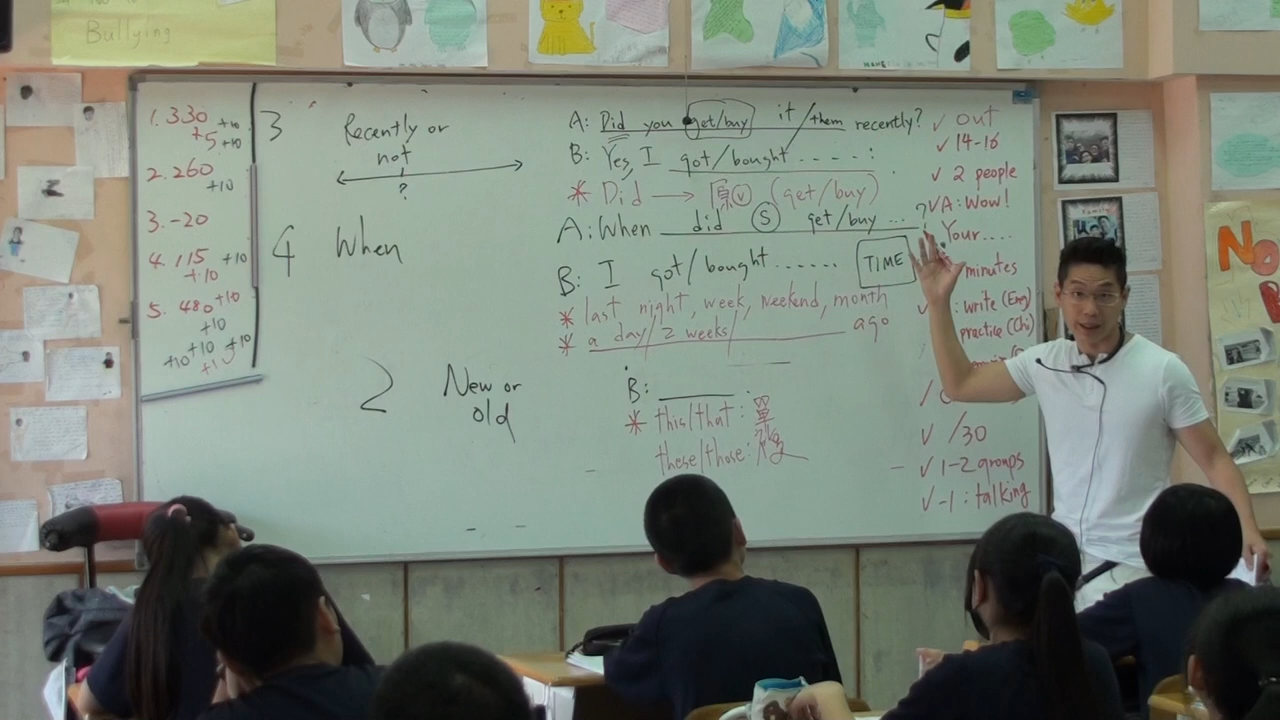 Bullying
1. 330 +10
+5 +10
2. 260
+10
3. -20
4. 115 +10
+10
5. 480 +10
+10
+10 +10 +10
3 Recently or
not
?
4 When
2 New or
old
A: Did you get/buy it/them recently?
B: Yes, I got/bought .....
* Did → 原Ⓥ (get/buy)
A: When did Ⓢ get/buy ... ?
B: I got/bought ...... TIME
* last night, week, weekend, month
* a day/2 weeks/ ago
B:
* this/that: 單
these/those: 複
✓ out
✓ 14-16
✓ 2 people
✓ A: Wow!
Your....
minutes
✓ : write (Eng)
practice (Chi)
✓ /30
✓ 1-2 groups
✓ -1: talking
Family
No